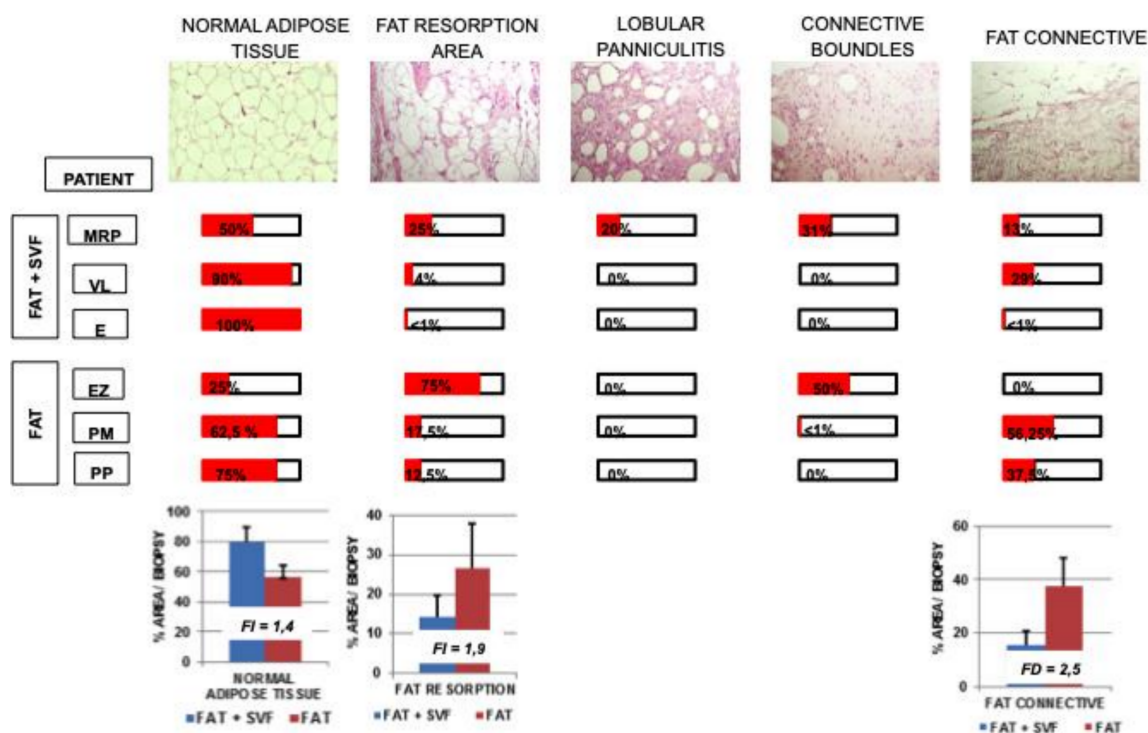 NORMAL ADIPOSE
TISSUE
FAT RESORPTION
AREA
LOBULAR
PANNICULITIS
CONNECTIVE
BOUNDLES
FAT CONNECTIVE
PATIENT
FAT + SVF
MRP
50%
25%
20%
31%
13%
VL
90%
4%
0%
0%
29%
E
100%
<1%
0%
0%
<1%
FAT
EZ
25%
75%
0%
50%
0%
PM
62,5 %
17,5%
0%
<1%
56,25%
PP
75%
12,5%
0%
0%
37,5%
% AREA/ BIOPSY
100
80
60
40
20
0
FI = 1,4
NORMAL
ADIPOSE TISSUE
FAT + SVF
FAT
% AREA/ BIOPSY
40
30
20
10
0
FI = 1,9
FAT RESORPTION
FAT + SVF
FAT
% AREA/ BIOPSY
60
40
20
0
FD = 2,5
FAT CONNECTIVE
FAT + SVF
FAT